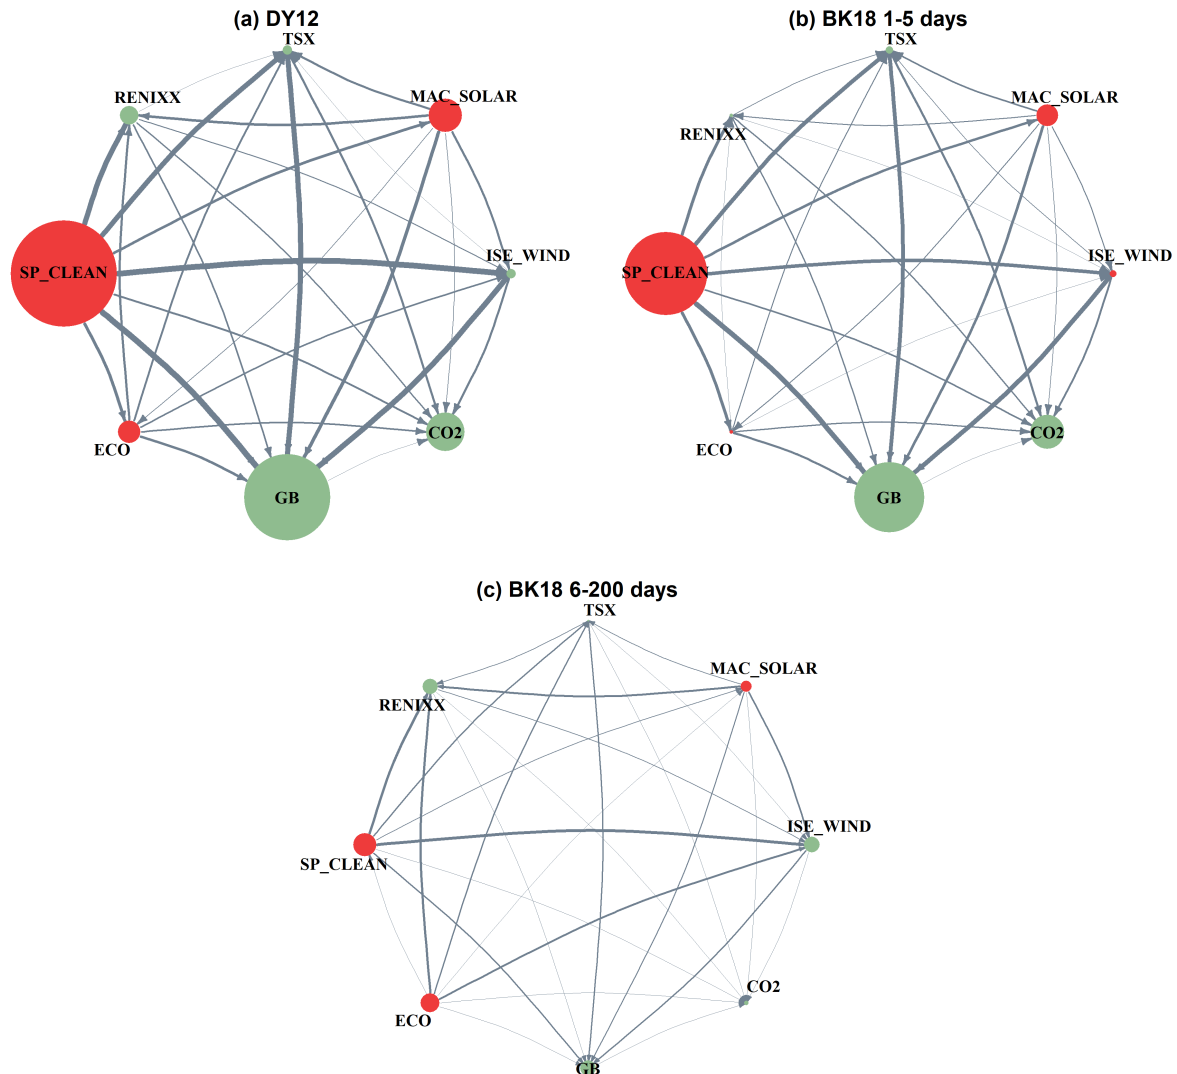 (a) DY12
TSX
RENIXX
MAC_SOLAR
SP_CLEAN
ISE_WIND
ECO
CO2
GB
(b) BK18 1-5 days
TSX
MAC_SOLAR
RENIXX
SP_CLEAN
ISE_WIND
ECO
CO2
GB
(c) BK18 6-200 days
TSX
MAC_SOLAR
RENIXX
ISE_WIND
SP_CLEAN
CO2
ECO
GB